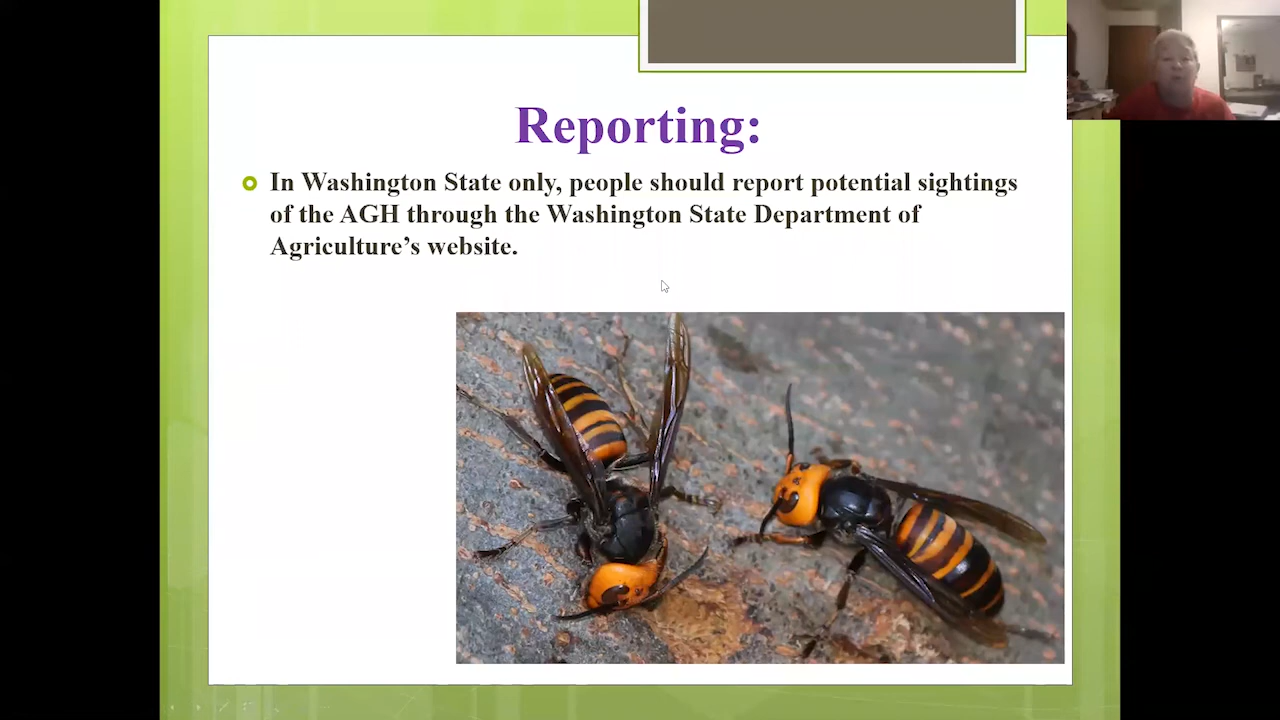 Reporting:
In Washington State only, people should report potential sightings
of the AGH through the Washington State Department of
Agriculture’s website.